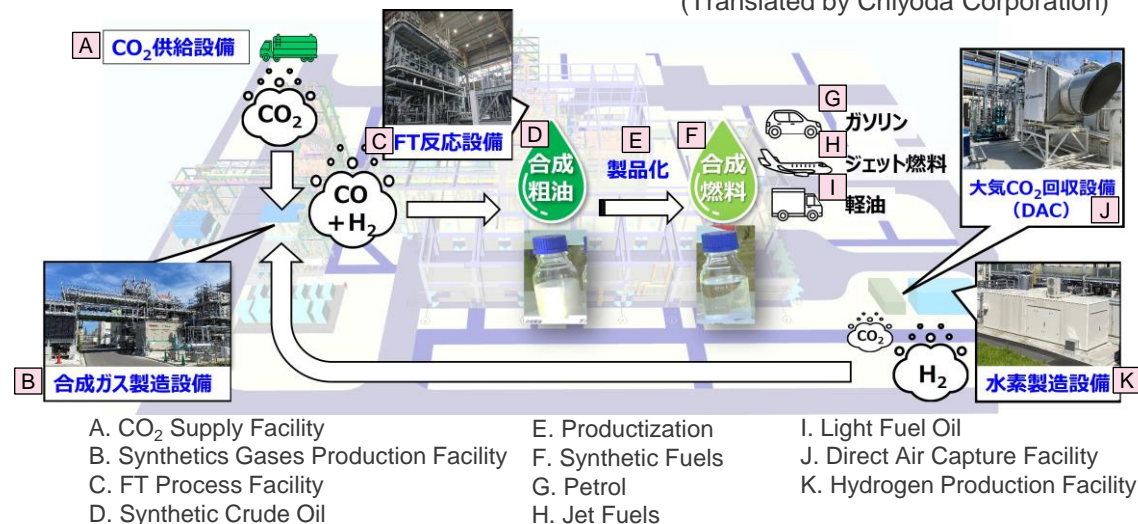 (Translated by Chiyoda Corporation)
A CO₂供給設備
CO₂
C FT反応設備
CO
+H₂
D 合成
粗油
E 製品化
F 合成
燃料
G ガソリン
H ジェット燃料
I 軽油
大気CO₂回収設備
(DAC) J
B 合成ガス製造設備
CO₂
H₂
水素製造設備 K
A. CO₂ Supply Facility
B. Synthetics Gases Production Facility
C. FT Process Facility
D. Synthetic Crude Oil
E. Productization
F. Synthetic Fuels
G. Petrol
H. Jet Fuels
I. Light Fuel Oil
J. Direct Air Capture Facility
K. Hydrogen Production Facility